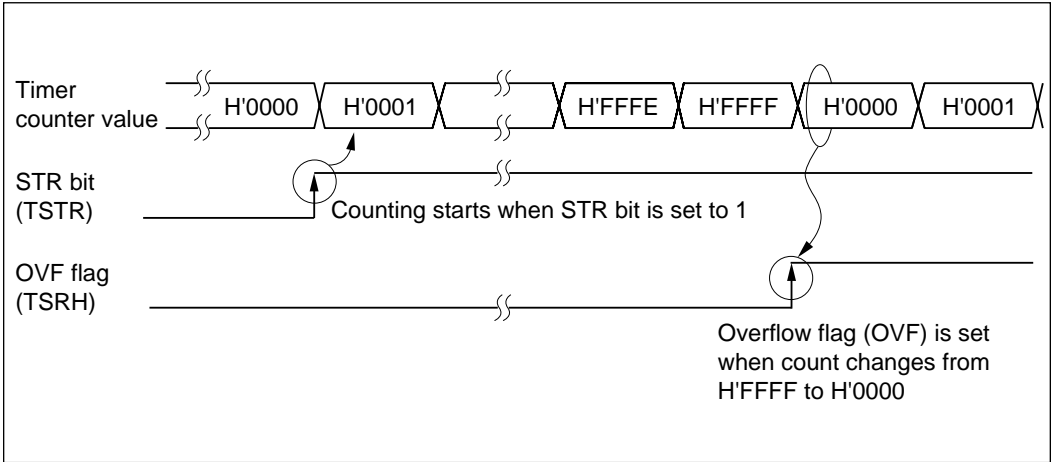 Timer
counter value
H'0000 H'0001 H'FFFE H'FFFF H'0000 H'0001
STR bit
(TSTR)
Counting starts when STR bit is set to 1
OVF flag
(TSRH)
Overflow flag (OVF) is set
when count changes from
H'FFFF to H'0000